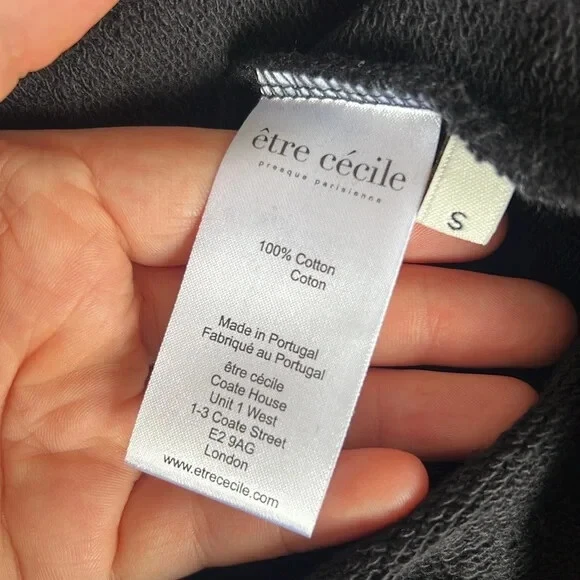 être cécile
presque parisienne
S
100% Cotton
Coton
Made in Portugal
Fabriqué au Portugal
être cécile
Coate House
Unit 1 West
1-3 Coate Street
E2 9AG
London
www.etrececile.com